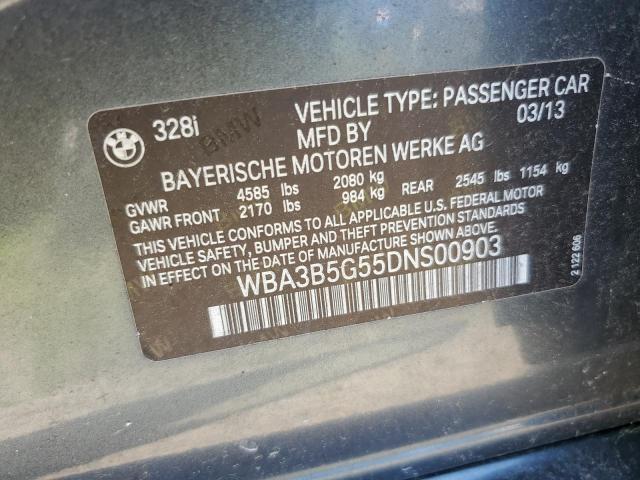 328i
VEHICLE TYPE: PASSENGER CAR
MFD BY 03/13
BAYERISCHE MOTOREN WERKE AG
GVWR 4585 lbs 2080 kg
GAWR FRONT 2170 lbs 984 kg REAR 2545 lbs 1154 kg
THIS VEHICLE CONFORMS TO ALL APPLICABLE U.S. FEDERAL MOTOR
VEHICLE SAFETY, BUMPER AND THEFT PREVENTION STANDARDS
IN EFFECT ON THE DATE OF MANUFACTURE SHOWN ABOVE.
WBA3B5G55DNS00903
2 122 606
BMW